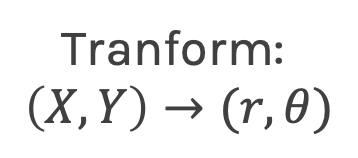 Tranform:
(X, Y) → (r, θ)